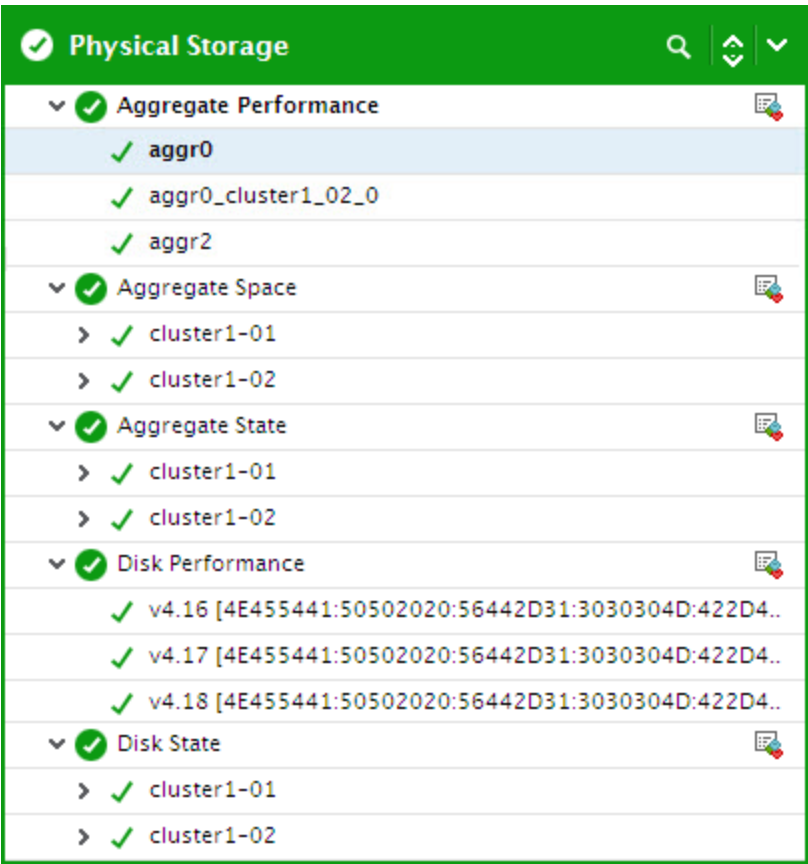 Physical Storage
Aggregate Performance
aggr0
aggr0_cluster1_02_0
aggr2
Aggregate Space
cluster1-01
cluster1-02
Aggregate State
cluster1-01
cluster1-02
Disk Performance
v4.16 [4E455441:50502020:56442D31:3030304D:422D4..
v4.17 [4E455441:50502020:56442D31:3030304D:422D4..
v4.18 [4E455441:50502020:56442D31:3030304D:422D4..
Disk State
cluster1-01
cluster1-02